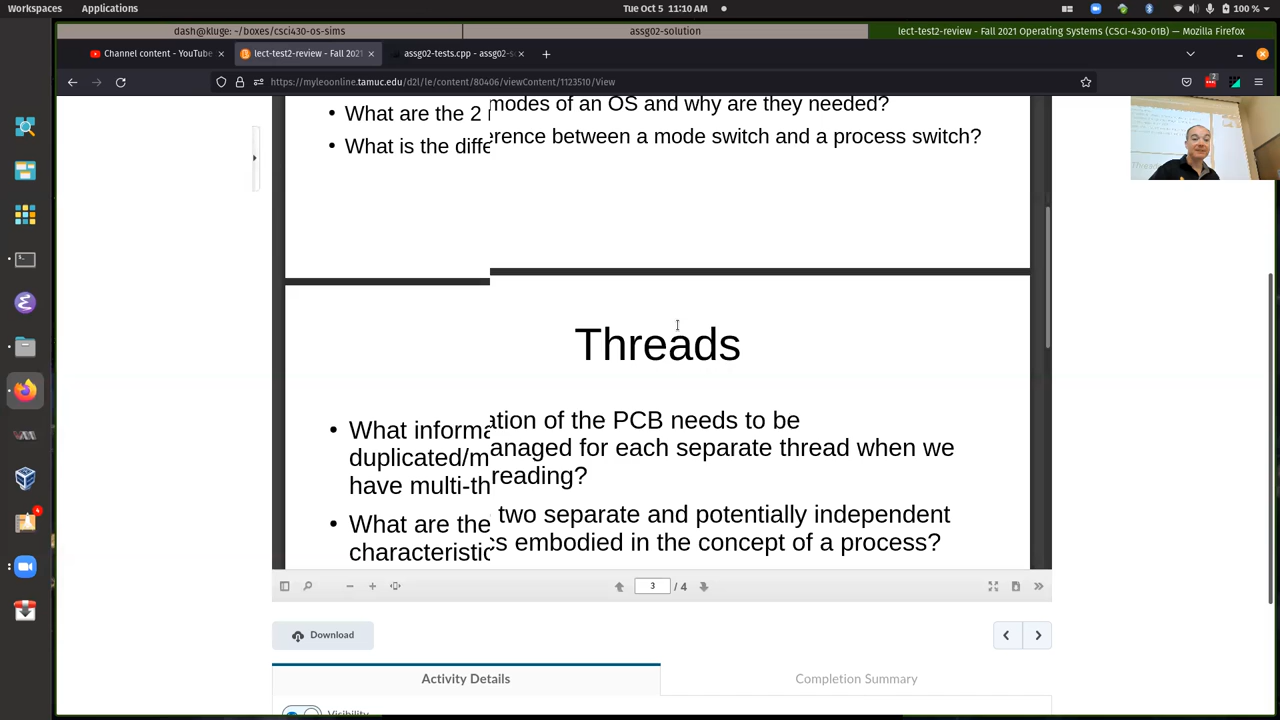 Workspaces Applications Tue Oct 5 11:10 AM 100 %
dash@kluge: ~/boxes/csci430-os-sims assg02-solution lect-test2-review - Fall 2021 Operating Systems (CSCI-430-01B) — Mozilla Firefox
Channel content - YouTube lect-test2-review - Fall 2021 assg02-tests.cpp - assg02-so
https://myleoonline.tamuc.edu/d2l/le/content/80406/viewContent/1123510/View
• What are the 2 modes of an OS and why are they needed?
• What is the difference between a mode switch and a process switch?
Threads
• What information of the PCB needs to be
duplicated/managed for each separate thread when we
have multi-threading?
• What are the two separate and potentially independent
characteristics embodied in the concept of a process?
3 / 4
Download
Activity Details Completion Summary
Visibility